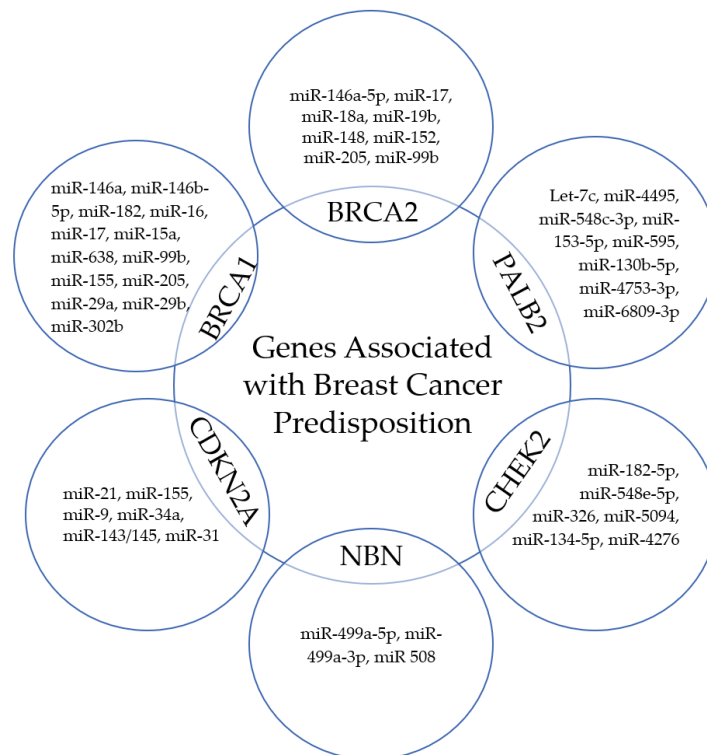 miR-146a-5p, miR-17,
miR-18a, miR-19b,
miR-148, miR-152,
miR-205, miR-99b
BRCA2
miR-146a, miR-146b-
5p, miR-182, miR-16,
miR-17, miR-15a,
miR-638, miR-99b,
miR-155, miR-205,
miR-29a, miR-29b,
miR-302b
BRCA1
Let-7c, miR-4495,
miR-548c-3p, miR-
153-5p, miR-595,
miR-130b-5p,
miR-4753-3p,
miR-6809-3p
PALB2
Genes Associated
with Breast Cancer
Predisposition
CDKN2A
miR-21, miR-155,
miR-9, miR-34a,
miR-143/145, miR-31
CHEK2
miR-182-5p,
miR-548e-5p,
miR-326, miR-5094,
miR-134-5p, miR-4276
NBN
miR-499a-5p, miR-
499a-3p, miR 508